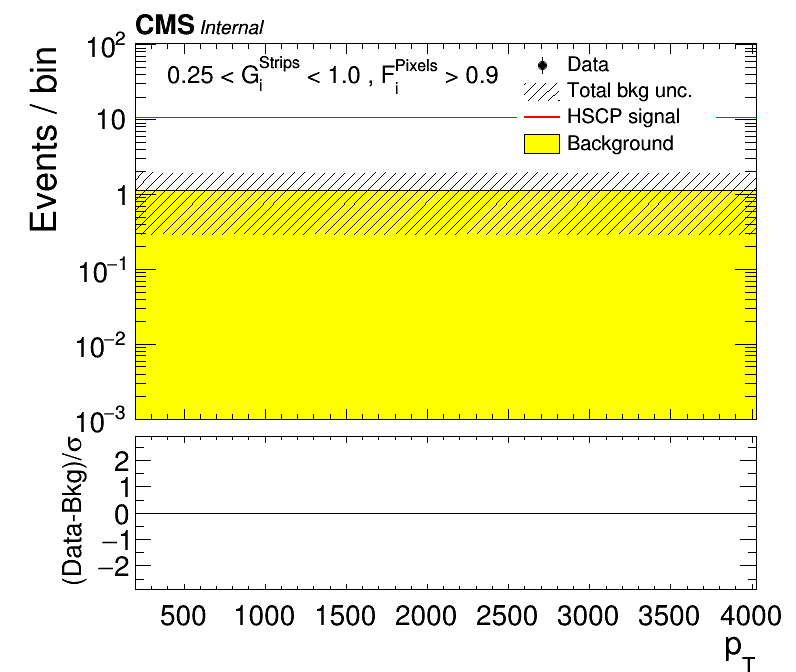 CMS Internal
Events / bin
10²
10
1
10⁻¹
10⁻²
10⁻³
0.25 < G_i^Strips < 1.0 , F_i^Pixels > 0.9
Data
Total bkg unc.
HSCP signal
Background
(Data-Bkg)/σ
2
1
0
−1
−2
500 1000 1500 2000 2500 3000 3500 4000
p_T